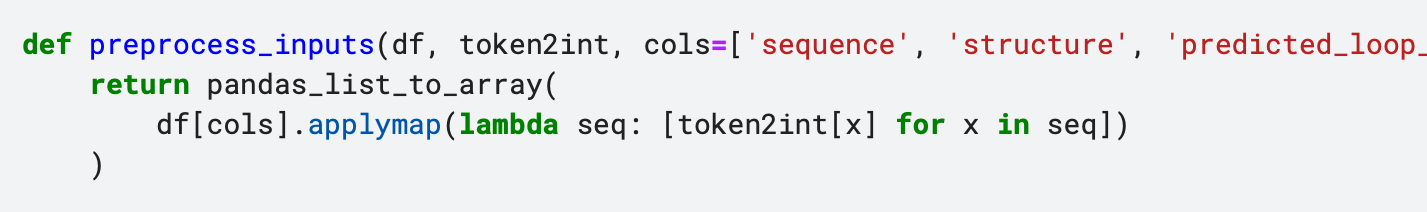 def preprocess_inputs(df, token2int, cols=['sequence', 'structure', 'predicted_loop_
    return pandas_list_to_array(
        df[cols].applymap(lambda seq: [token2int[x] for x in seq])
    )